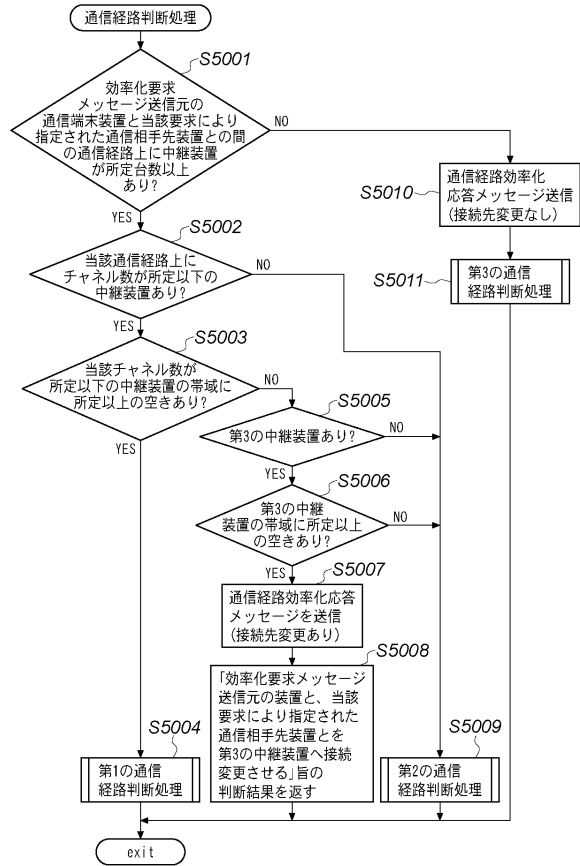 通信経路判断処理
S5001
効率化要求
メッセージ送信元の
通信端末装置と当該要求により
指定された通信相手先装置との間
の通信経路上に中継装置
が所定台数以上
あり?
NO
YES
S5010
通信経路効率化
応答メッセージ送信
(接続先変更なし)
S5002
当該通信経路上に
チャネル数が所定以下の
中継装置あり?
NO
YES
S5011
第3の通信
経路判断処理
S5003
当該チャネル数が
所定以下の中継装置の帯域に
所定以上の空きあり?
NO
YES
S5005
第3の中継装置あり?
NO
YES
S5006
第3の中継
装置の帯域に所定以上
の空きあり?
NO
YES
S5007
通信経路効率化応答
メッセージを送信
(接続先変更あり)
S5008
「効率化要求メッセージ
送信元の装置と、当該
要求により指定された
通信相手先装置とを
第3の中継装置へ接続
変更させる」旨の
判断結果を返す
S5004
第1の通信
経路判断処理
S5009
第2の通信
経路判断処理
exit